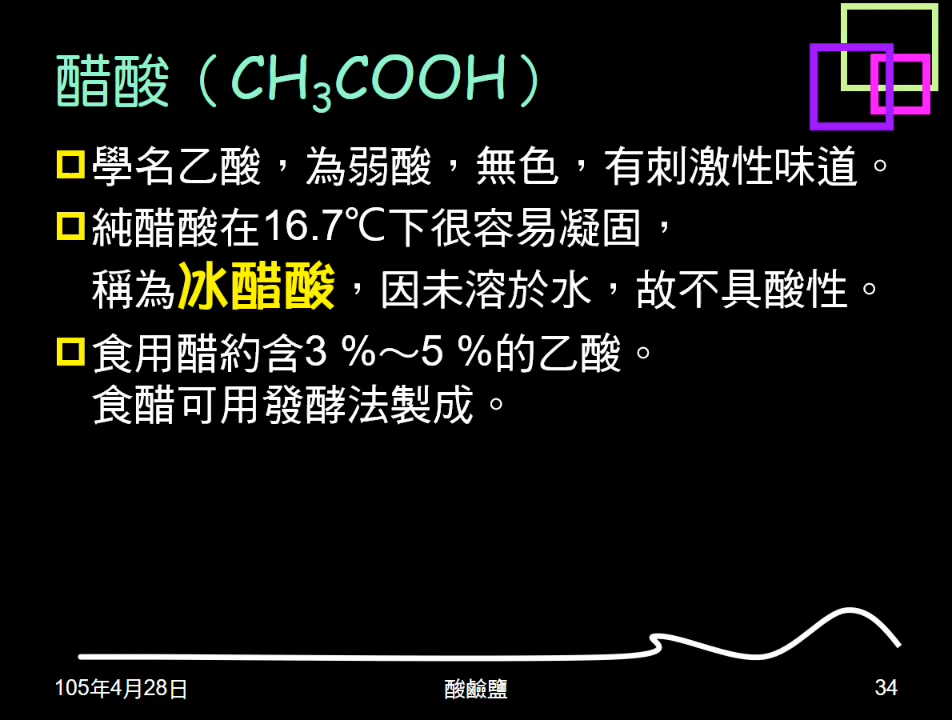 醋酸（CH₃COOH）
學名乙酸，為弱酸，無色，有刺激性味道。
純醋酸在16.7℃下很容易凝固，
稱為冰醋酸，因未溶於水，故不具酸性。
食用醋約含3 %～5 %的乙酸。
食醋可用發酵法製成。
105年4月28日
酸鹼鹽
34